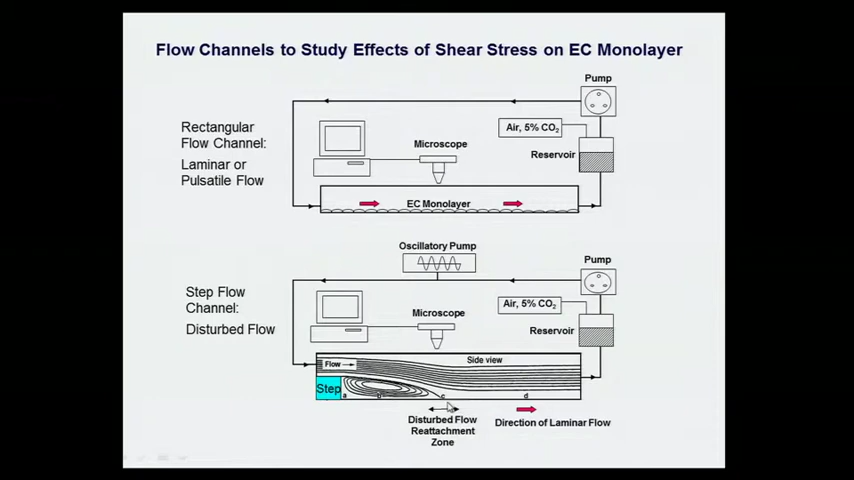 Flow Channels to Study Effects of Shear Stress on EC Monolayer
Pump
Rectangular
Flow Channel:
Laminar or
Pulsatile Flow
Air, 5% CO2
Microscope
Reservoir
EC Monolayer
Oscillatory Pump
Pump
Step Flow
Channel:
Disturbed Flow
Air, 5% CO2
Microscope
Reservoir
Side view
Flow
Step
a
b
c
d
Disturbed Flow
Reattachment
Zone
Direction of Laminar Flow